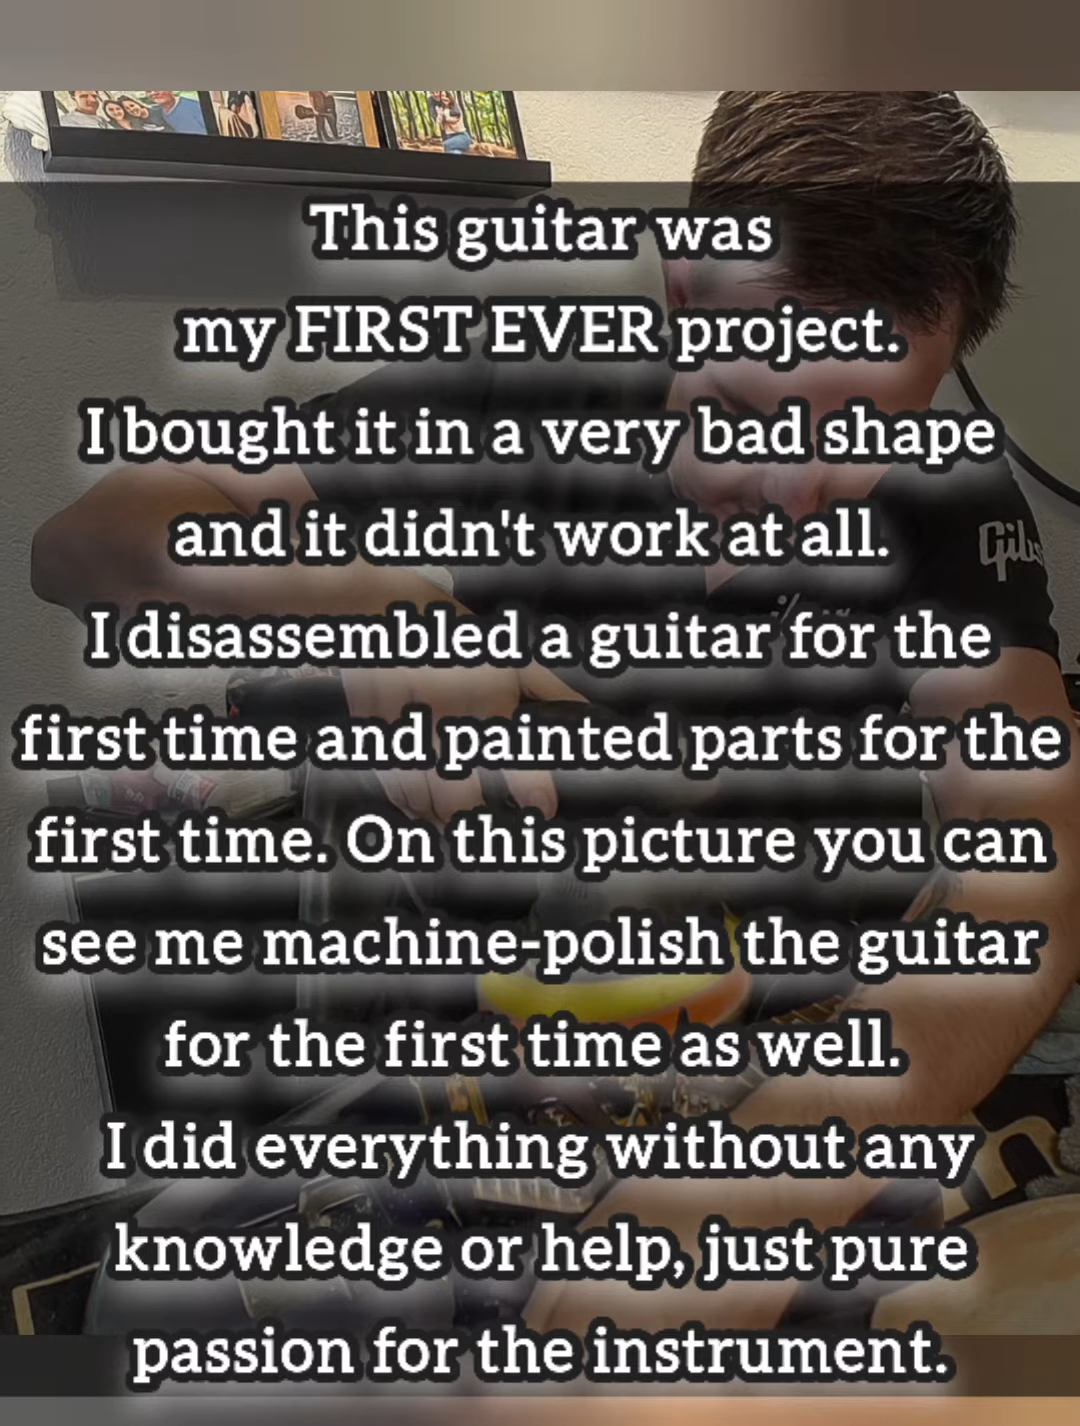 This guitar was
my FIRST EVER project.
I bought it in a very bad shape
and it didn't work at all.
I disassembled a guitar for the
first time and painted parts for the
first time. On this picture you can
see me machine-polish the guitar
for the first time as well.
I did everything without any
knowledge or help, just pure
passion for the instrument.